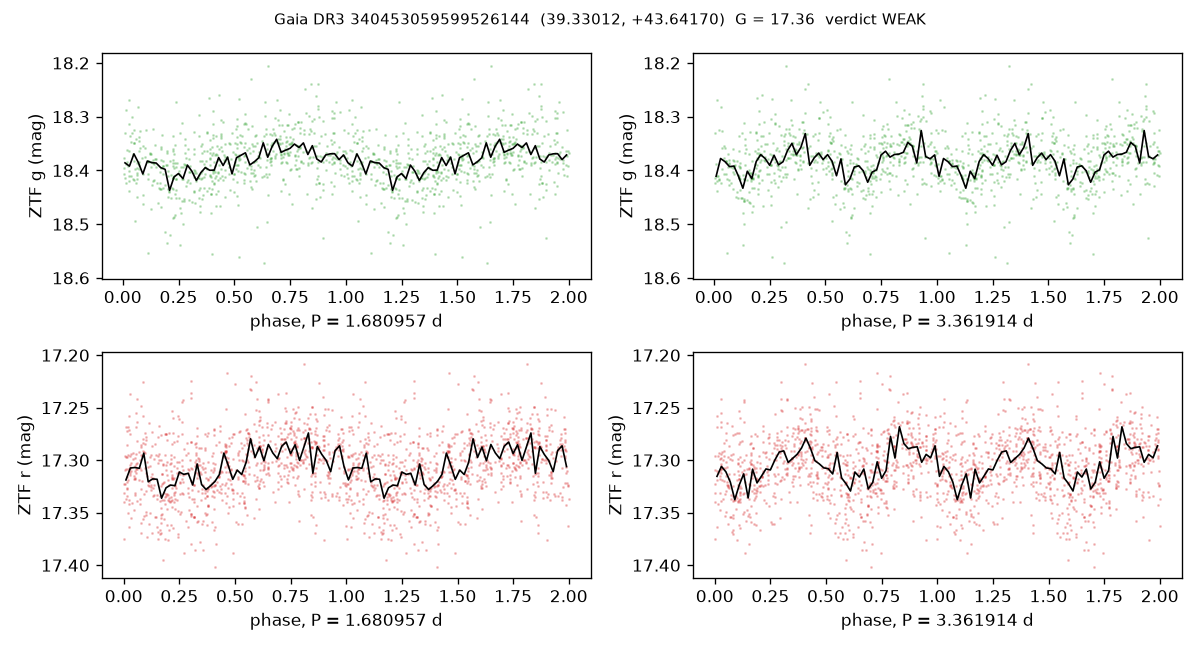 Gaia DR3 340453059599526144  (39.33012, +43.64170)  G = 17.36  verdict WEAK
18.2
18.3
18.4
18.5
18.6
ZTF g (mag)
0.00 0.25 0.50 0.75 1.00 1.25 1.50 1.75 2.00
phase, P = 1.680957 d
18.2
18.3
18.4
18.5
18.6
ZTF g (mag)
0.00 0.25 0.50 0.75 1.00 1.25 1.50 1.75 2.00
phase, P = 3.361914 d
17.20
17.25
17.30
17.35
17.40
ZTF r (mag)
0.00 0.25 0.50 0.75 1.00 1.25 1.50 1.75 2.00
phase, P = 1.680957 d
17.20
17.25
17.30
17.35
17.40
ZTF r (mag)
0.00 0.25 0.50 0.75 1.00 1.25 1.50 1.75 2.00
phase, P = 3.361914 d